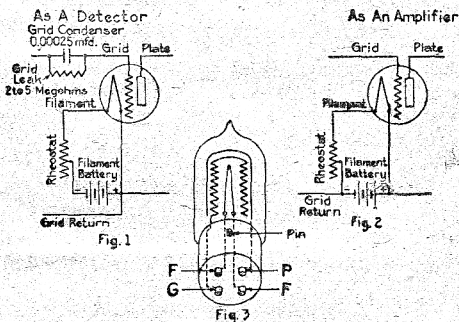 As A Detector
Grid Condenser
0.00025 mfd.
Grid
Plate
Grid
Leak
2 to 5 Megohms
Filament
Rheostat
Filament
Battery
- +
Grid Return
Fig. 1
As An Amplifier
Grid
Plate
Filament
Rheostat
Filament
Battery
- +
Grid
Return
Fig. 2
Pin
F P
G F
Fig. 3